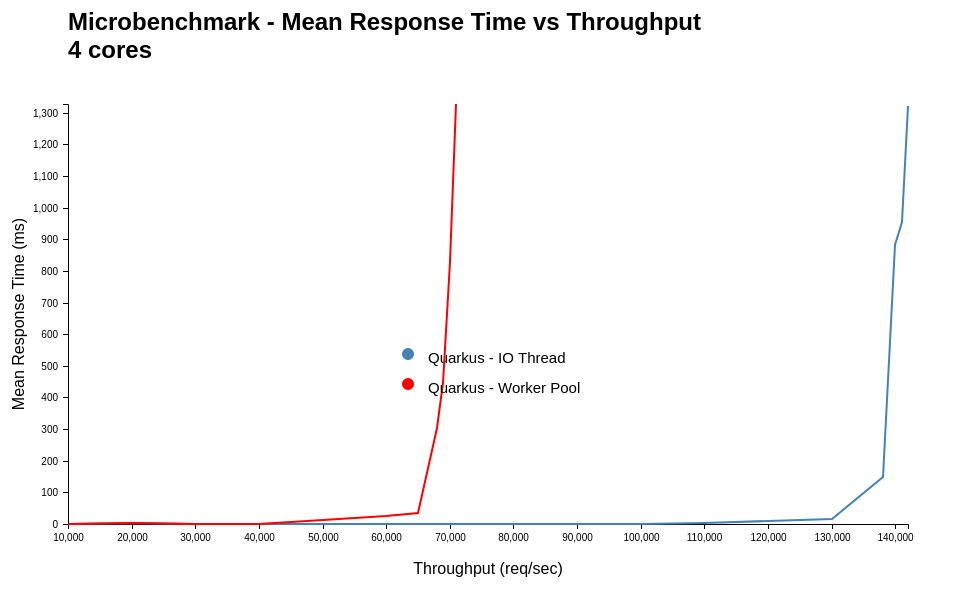 Microbenchmark - Mean Response Time vs Throughput
4 cores
1,300
1,200
1,100
1,000
900
800
700
600
500
400
300
200
100
0
Mean Response Time (ms)
Quarkus - IO Thread
Quarkus - Worker Pool
10,000 20,000 30,000 40,000 50,000 60,000 70,000 80,000 90,000 100,000 110,000 120,000 130,000 140,000
Throughput (req/sec)